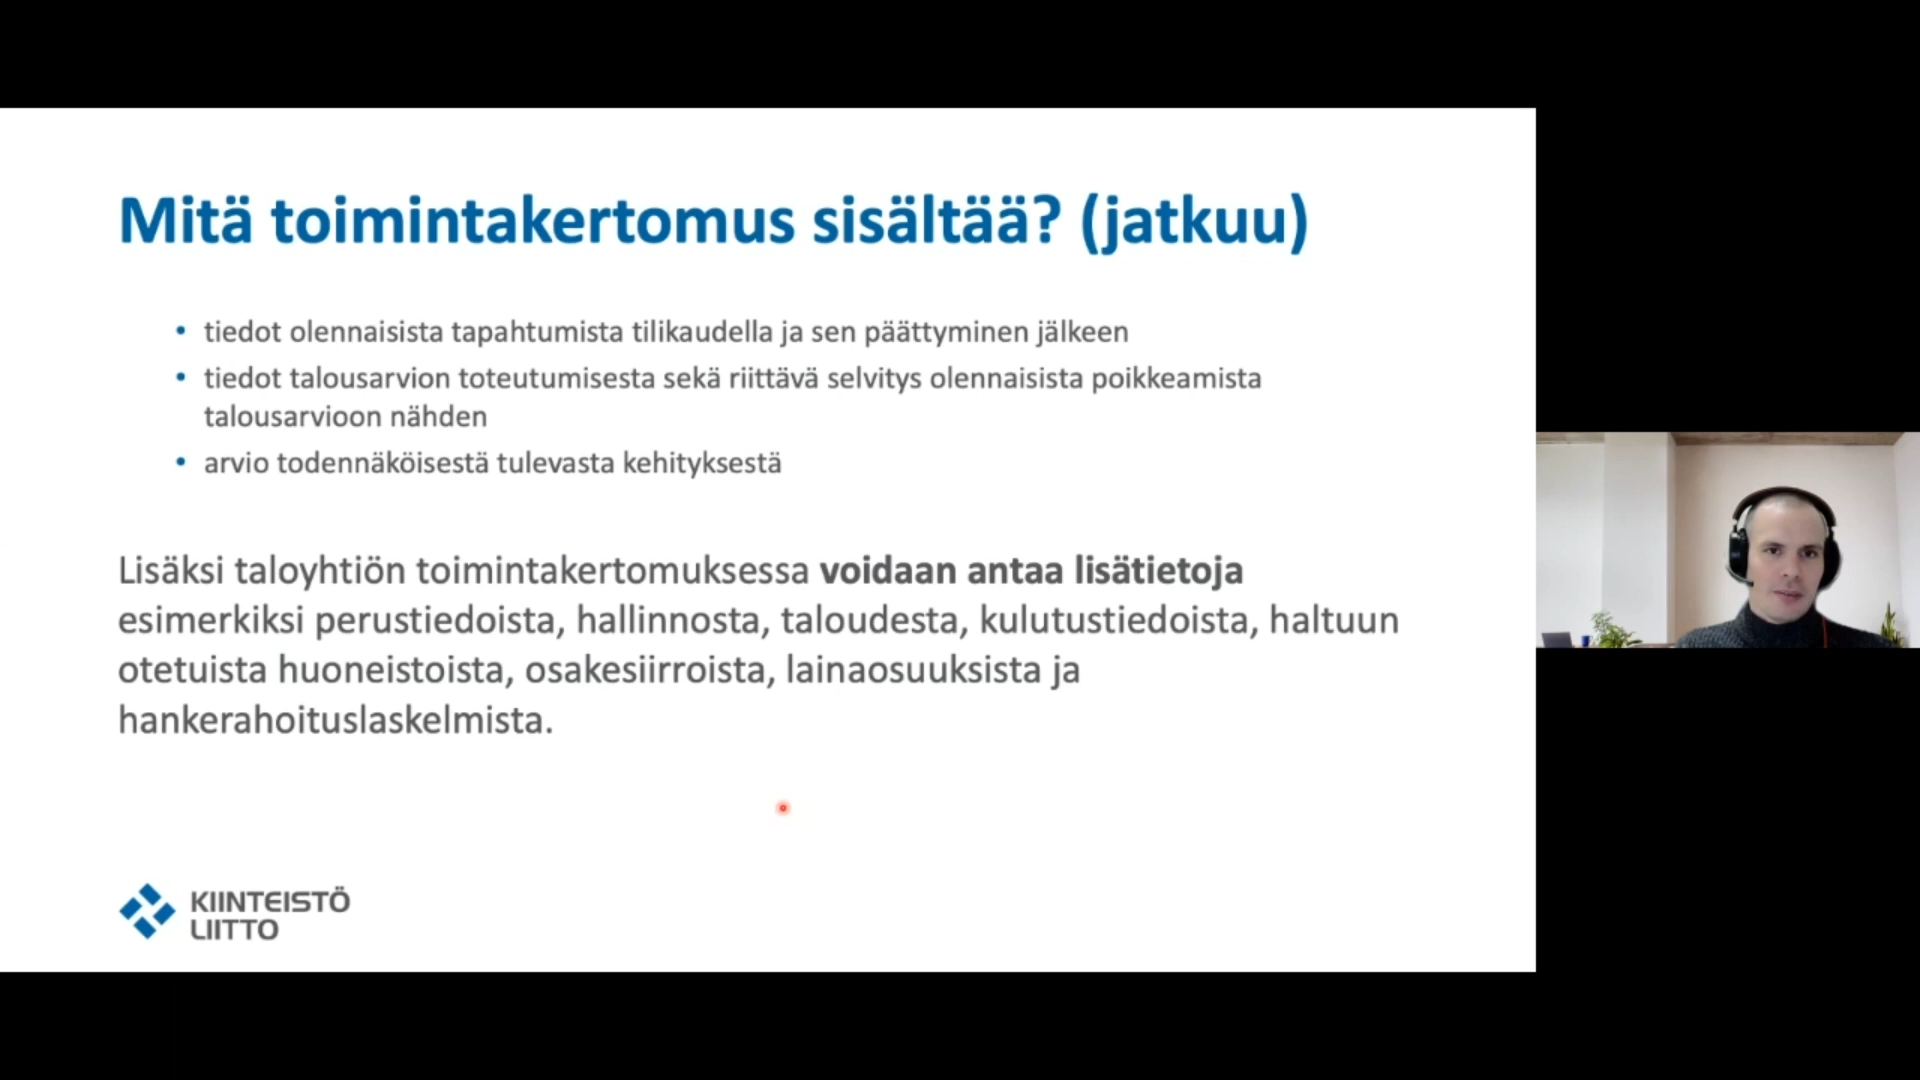 Mitä toimintakertomus sisältää? (jatkuu)
• tiedot olennaisista tapahtumista tilikaudella ja sen päättyminen jälkeen
• tiedot talousarvion toteutumisesta sekä riittävä selvitys olennaisista poikkeamista
talousarvioon nähden
• arvio todennäköisestä tulevasta kehityksestä
Lisäksi taloyhtiön toimintakertomuksessa voidaan antaa lisätietoja
esimerkiksi perustiedoista, hallinnosta, taloudesta, kulutustiedoista, haltuun
otetuista huoneistoista, osakesiirroista, lainaosuuksista ja
hankerahoituslaskelmista.
KIINTEISTÖ
LIITTO